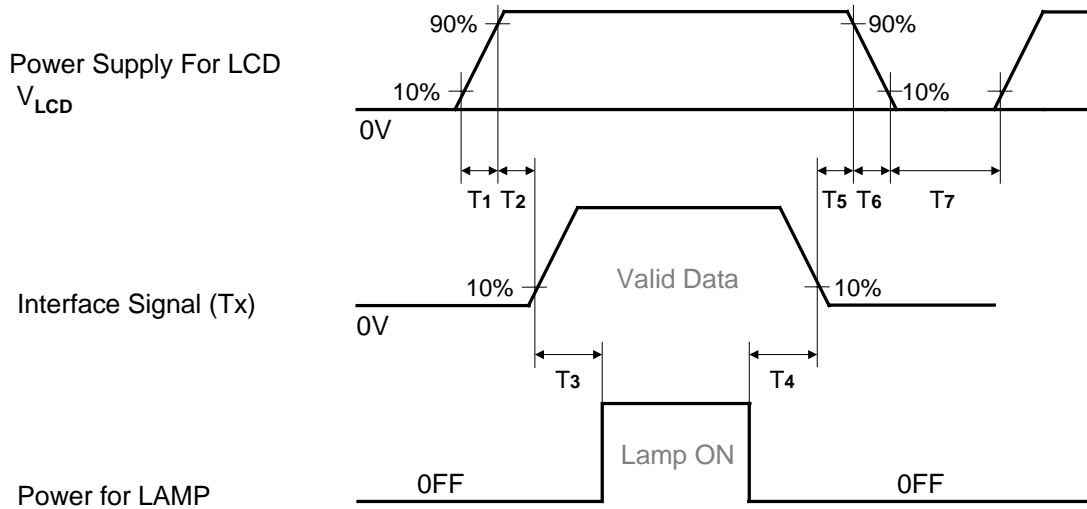 90%
90%
Power Supply For LCD
VLCD
10%
10%
0V
T1 T2
T5 T6 T7
Valid Data
10%
10%
Interface Signal (Tx)
0V
T3
T4
Lamp ON
0FF
0FF
Power for LAMP